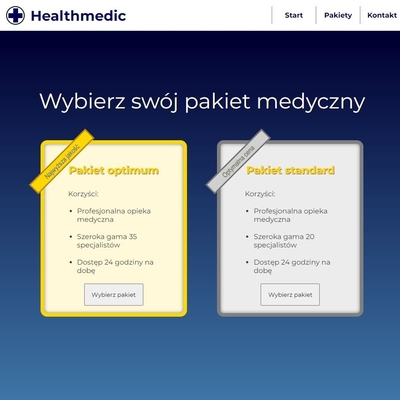 Healthmedic
Start
Pakiety
Kontakt
Wybierz swój pakiet medyczny
Najwyższa jakość
Pakiet optimum
Korzyści:
Profesjonalna opieka
medyczna
Szeroka gama 35
specjalistów
Dostęp 24 godziny na
dobę
Wybierz pakiet
Optymalna cena
Pakiet standard
Korzyści:
Profesjonalna opieka
medyczna
Szeroka gama 20
specjalistów
Dostęp 24 godziny na
dobę
Wybierz pakiet